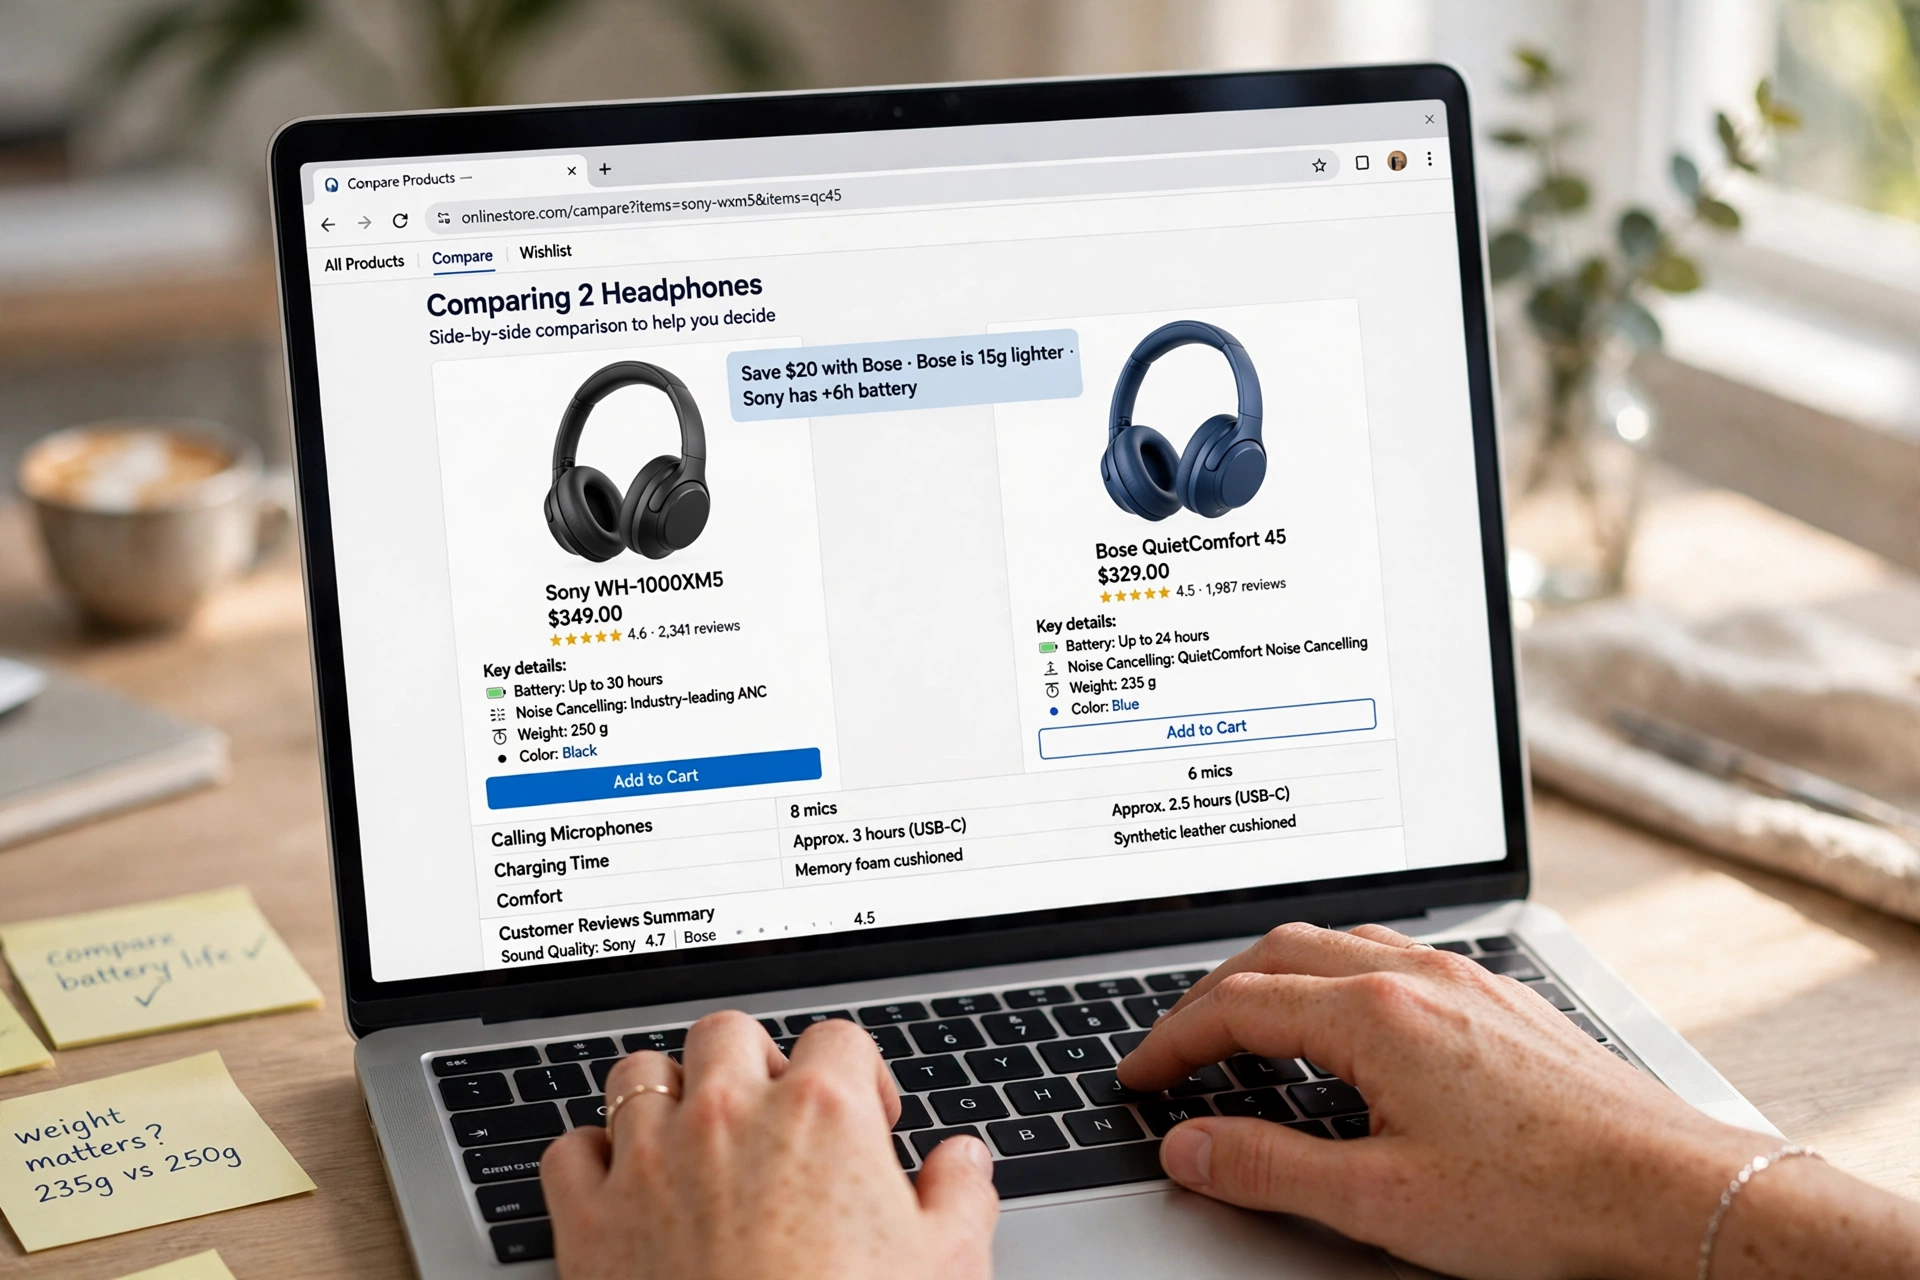 Compare Products —
onlinestore.com/campare?items=sony-wxm5&items=qc45
All Products Compare Wishlist
Comparing 2 Headphones
Side-by-side comparison to help you decide
Save $20 with Bose · Bose is 15g lighter ·
Sony has +6h battery
Sony WH-1000XM5
$349.00
4.6 · 2,341 reviews
Key details:
Battery: Up to 30 hours
Noise Cancelling: Industry-leading ANC
Weight: 250 g
Color: Black
Add to Cart
Bose QuietComfort 45
$329.00
4.5 · 1,987 reviews
Key details:
Battery: Up to 24 hours
Noise Cancelling: QuietComfort Noise Cancelling
Weight: 235 g
Color: Blue
Add to Cart
Calling Microphones 8 mics 6 mics
Charging Time Approx. 3 hours (USB-C) Approx. 2.5 hours (USB-C)
Comfort Memory foam cushioned Synthetic leather cushioned
Customer Reviews Summary
Sound Quality: Sony 4.7 | Bose 4.5
compare
battery life ✓
✓
weight
matters?
235g vs 250g
esc
6 7 8
1
T Y U
G H J L
B N M